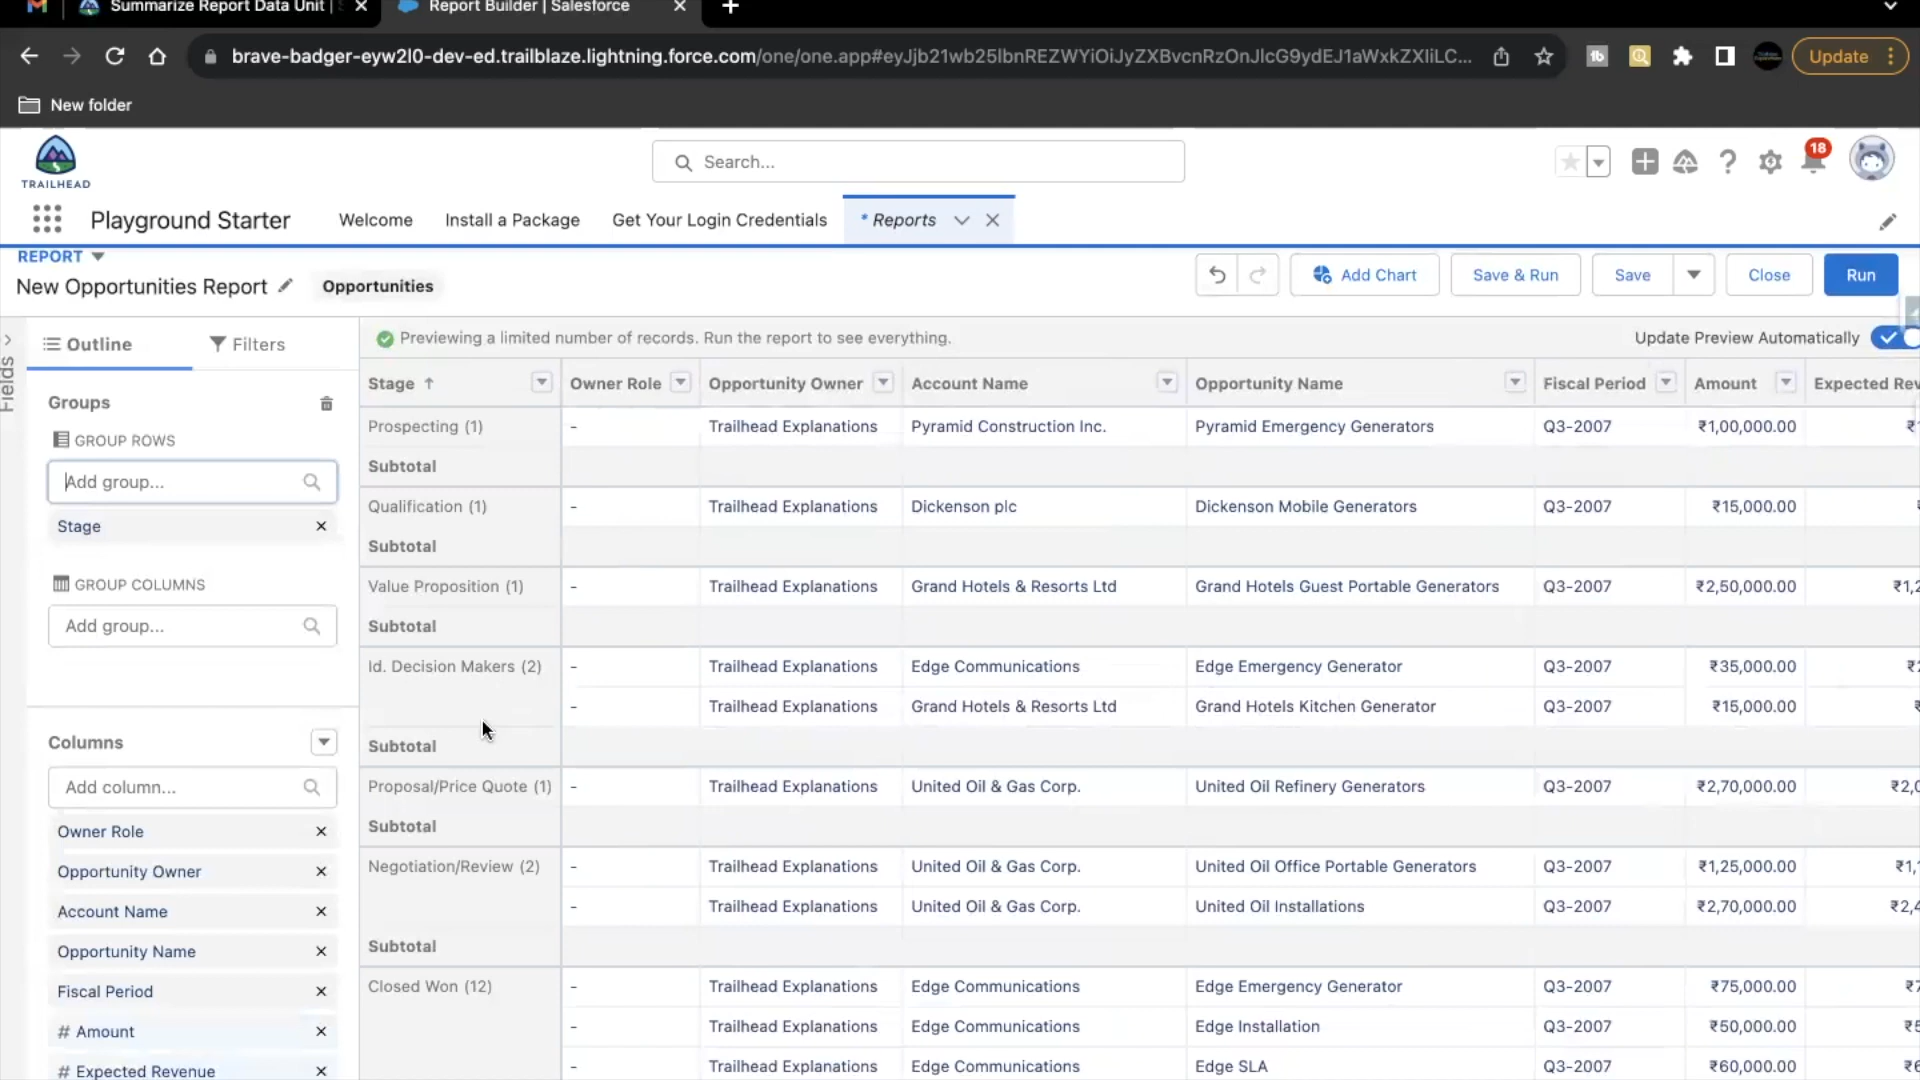 Summarize Report Data Unit |
Report Builder | Salesforce
brave-badger-eyw2l0-dev-ed.trailblaze.lightning.force.com/one/one.app#eyJjb21wb25lbnREZWYiOiJyZXBvcnRzOnJlcG9ydEJ1aWxkZXIiLC...
Update
New folder
TRAILHEAD
Search...
18
Playground Starter
Welcome
Install a Package
Get Your Login Credentials
* Reports
REPORT
New Opportunities Report
Opportunities
Add Chart
Save & Run
Save
Close
Run
Fields
Outline
Filters
Previewing a limited number of records. Run the report to see everything.
Update Preview Automatically
Groups
GROUP ROWS
Add group...
Stage
GROUP COLUMNS
Add group...
Columns
Add column...
Owner Role
Opportunity Owner
Account Name
Opportunity Name
Fiscal Period
# Amount
# Expected Revenue
Stage ↑ Owner Role Opportunity Owner Account Name Opportunity Name Fiscal Period Amount Expected Rev
Prospecting (1) - Trailhead Explanations Pyramid Construction Inc. Pyramid Emergency Generators Q3-2007 ₹1,00,000.00 ₹
Subtotal
Qualification (1) - Trailhead Explanations Dickenson plc Dickenson Mobile Generators Q3-2007 ₹15,000.00
Subtotal
Value Proposition (1) - Trailhead Explanations Grand Hotels & Resorts Ltd Grand Hotels Guest Portable Generators Q3-2007 ₹2,50,000.00 ₹1,2
Subtotal
Id. Decision Makers (2) - Trailhead Explanations Edge Communications Edge Emergency Generator Q3-2007 ₹35,000.00 ₹2
- Trailhead Explanations Grand Hotels & Resorts Ltd Grand Hotels Kitchen Generator Q3-2007 ₹15,000.00
Subtotal
Proposal/Price Quote (1) - Trailhead Explanations United Oil & Gas Corp. United Oil Refinery Generators Q3-2007 ₹2,70,000.00 ₹2,0
Subtotal
Negotiation/Review (2) - Trailhead Explanations United Oil & Gas Corp. United Oil Office Portable Generators Q3-2007 ₹1,25,000.00 ₹1,
- Trailhead Explanations United Oil & Gas Corp. United Oil Installations Q3-2007 ₹2,70,000.00 ₹2,4
Subtotal
Closed Won (12) - Trailhead Explanations Edge Communications Edge Emergency Generator Q3-2007 ₹75,000.00 ₹7
- Trailhead Explanations Edge Communications Edge Installation Q3-2007 ₹50,000.00 ₹5
- Trailhead Explanations Edge Communications Edge SLA Q3-2007 ₹60,000.00 ₹6